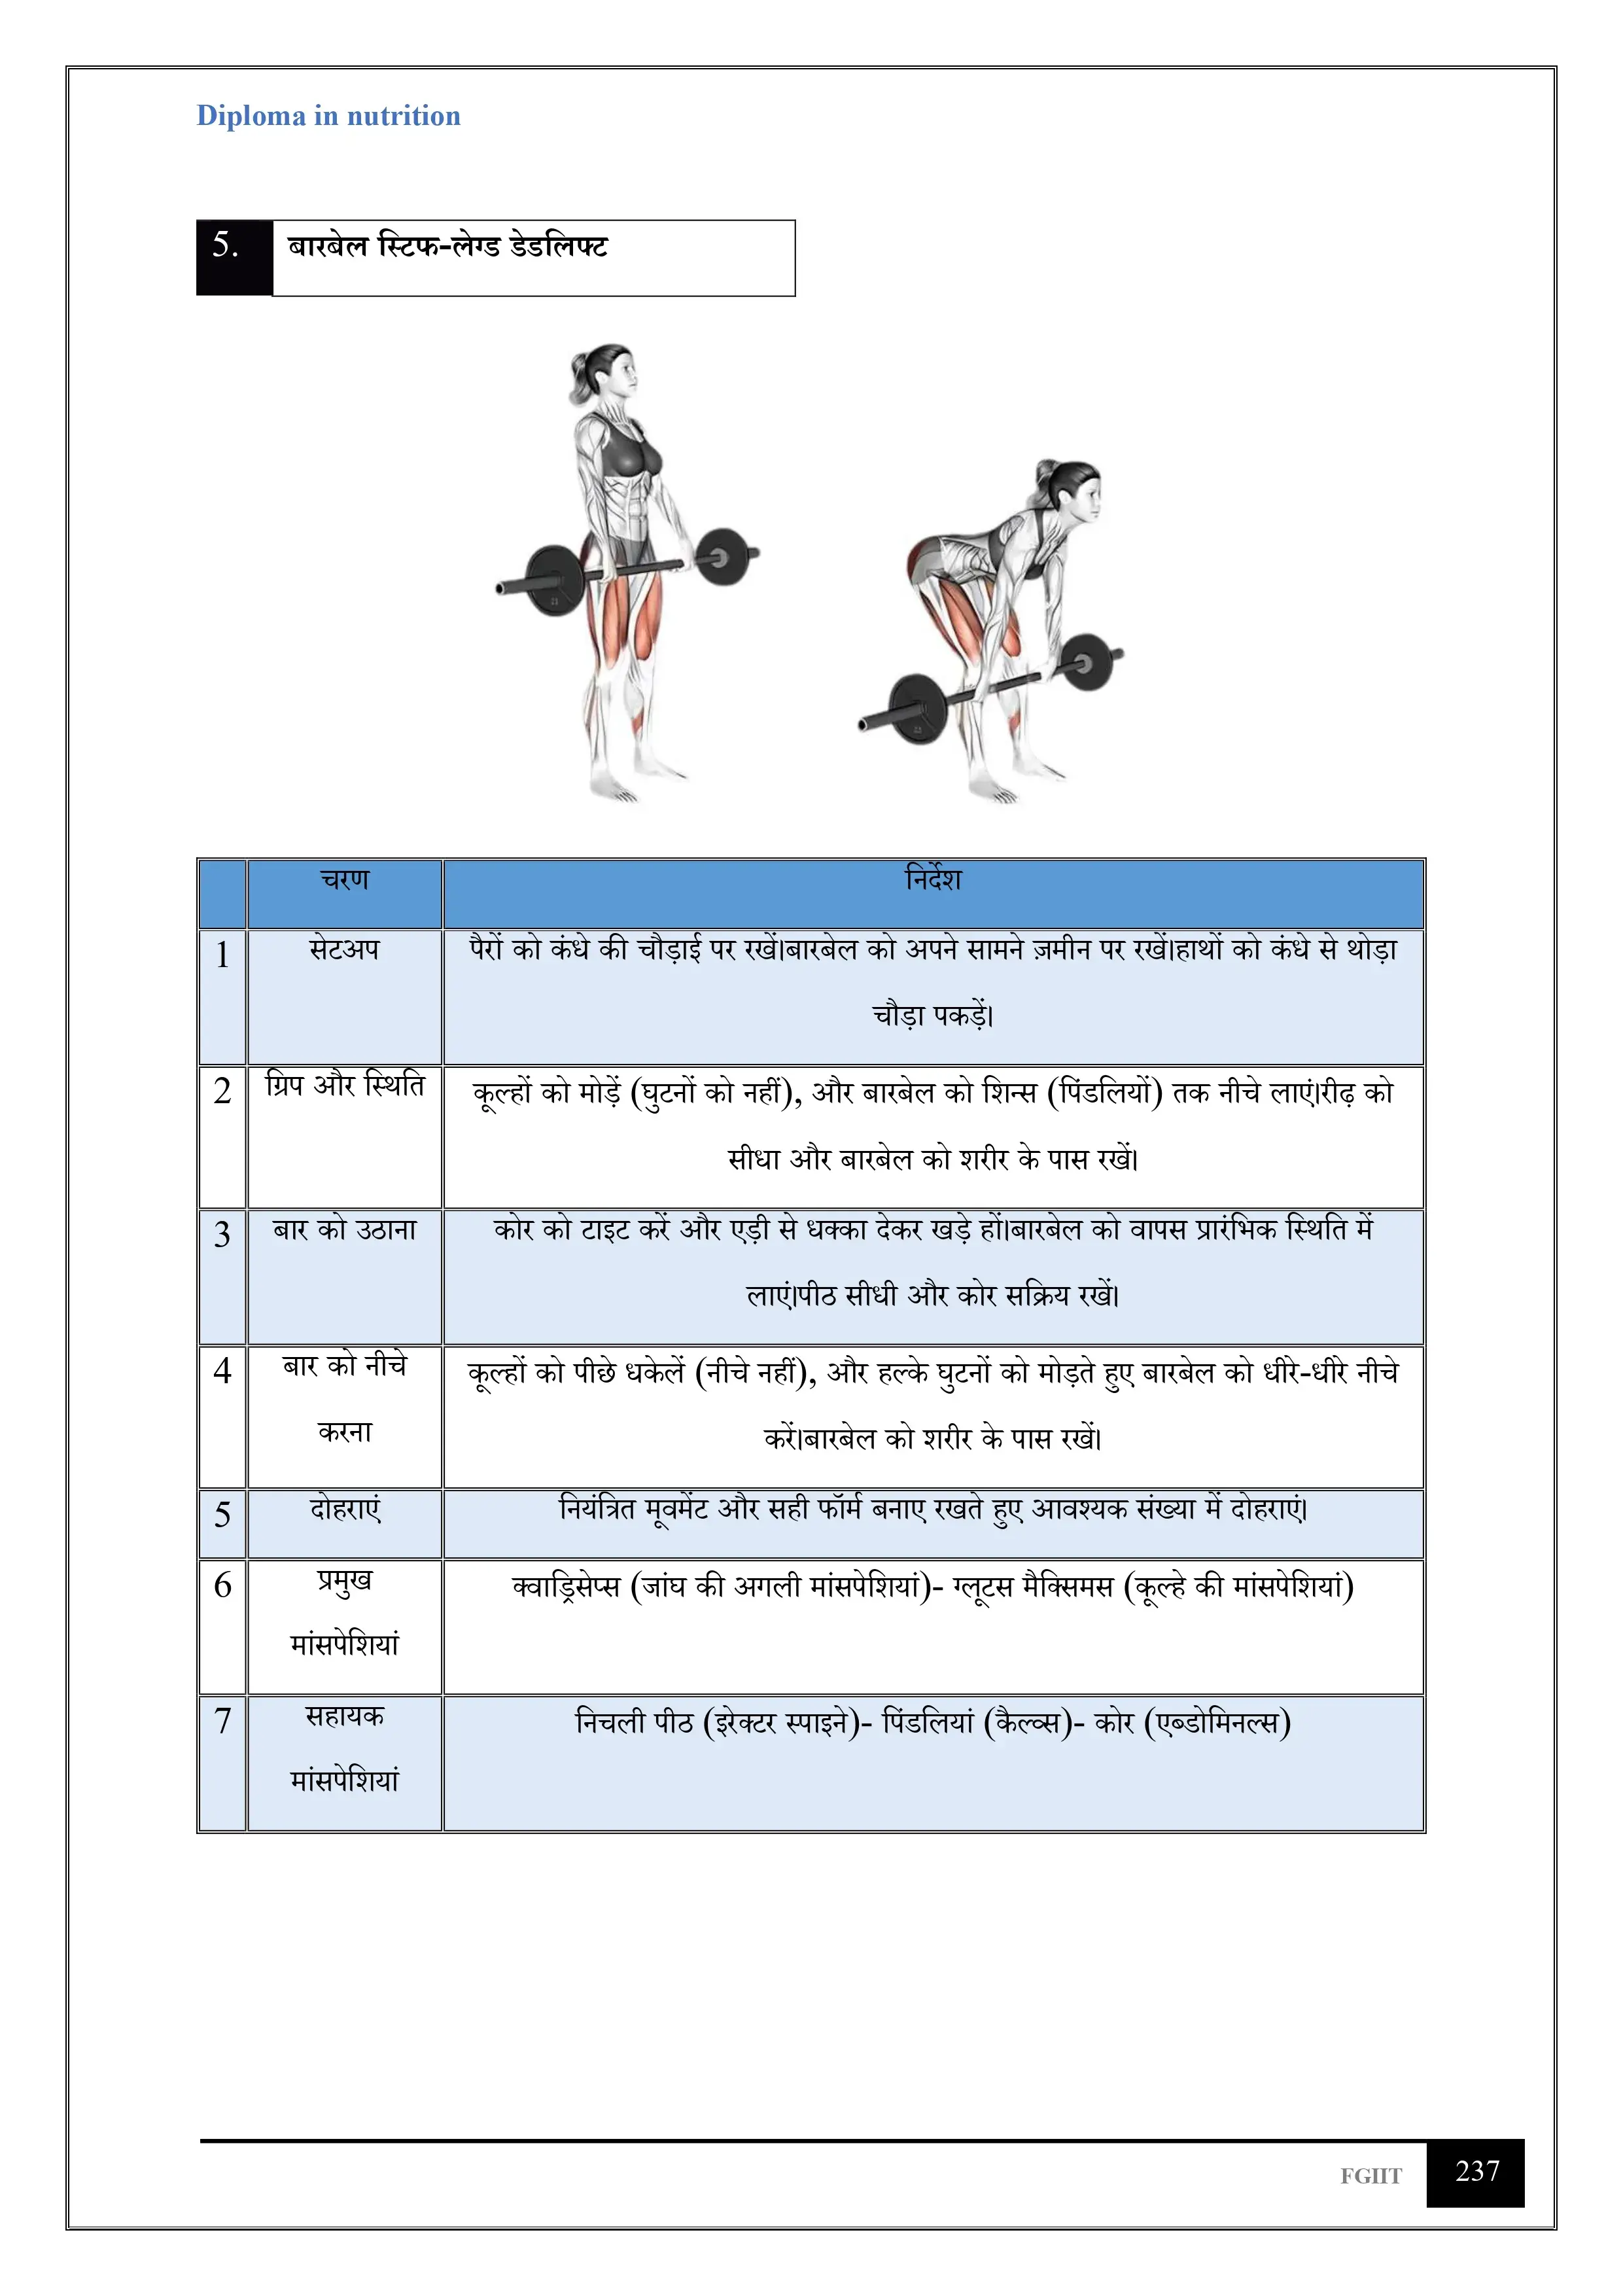 Diploma in nutrition
5. बारबेल स्टिफ-लेग्ड डेडलिफ्ट
चरण निर्देश
1 सेटअप पैरों को कंधे की चौड़ाई पर रखें।बारबेल को अपने सामने ज़मीन पर रखें।हाथों को कंधे से थोड़ा
चौड़ा पकड़ें।
2 ग्रिप और स्थिति कूल्हों को मोड़ें (घुटनों को नहीं), और बारबेल को शिन्स (पिंडलियों) तक नीचे लाएं।रीढ़ को
सीधा और बारबेल को शरीर के पास रखें।
3 बार को उठाना कोर को टाइट करें और एड़ी से धक्का देकर खड़े हों।बारबेल को वापस प्रारंभिक स्थिति में
लाएं।पीठ सीधी और कोर सक्रिय रखें।
4 बार को नीचे कूल्हों को पीछे धकेलें (नीचे नहीं), और हल्के घुटनों को मोड़ते हुए बारबेल को धीरे-धीरे नीचे
करना करें।बारबेल को शरीर के पास रखें।
5 दोहराएं नियंत्रित मूवमेंट और सही फॉर्म बनाए रखते हुए आवश्यक संख्या में दोहराएं।
6 प्रमुख क्वाड्रिसेप्स (जांघ की अगली मांसपेशियां)- ग्लूटस मैक्सिमस (कूल्हे की मांसपेशियां)
मांसपेशियां
7 सहायक निचली पीठ (इरेक्टर स्पाइने)- पिंडलियां (कैल्व्स)- कोर (एब्डोमिनल्स)
मांसपेशियां
FGIIT 237